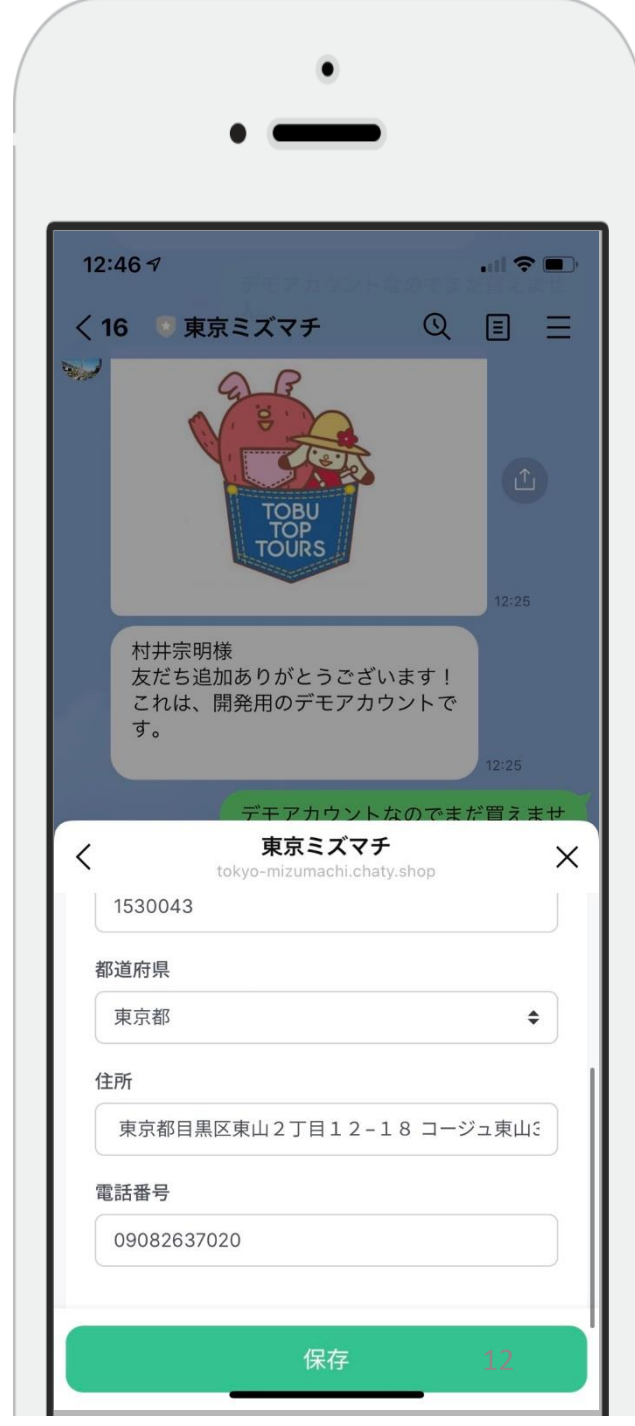 12:46
デモアカウントなのでまだ買えませ
16 東京ミズマチ
TOBU
TOP
TOURS
12:25
村井宗明様
友だち追加ありがとうございます！
これは、開発用のデモアカウントで
す。
12:25
デモアカウントなのでまだ買えませ
東京ミズマチ
tokyo-mizumachi.chaty.shop
1530043
都道府県
東京都
住所
東京都目黒区東山２丁目１２−１８ コージュ東山3
電話番号
09082637020
保存
12